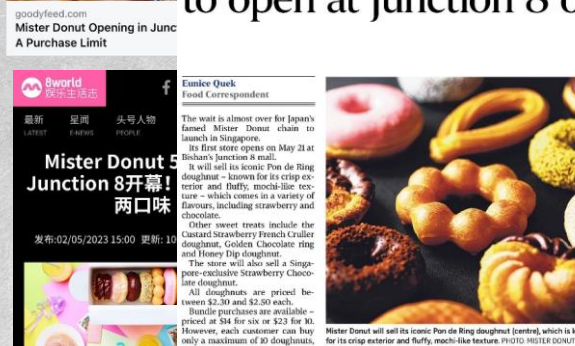 goodyfeed.com
Mister Donut Opening in
A Purchase Limit
8world
娱乐生活志
最新 星闻 头号人物
LATEST E-NEWS PEOPLE
Mister Donut 5
Junction 8开幕！
两口味
发布:02/05/2023 15:00 更新: 10
to open at Junction 8
Eunice Quek
Food Correspondent
The wait is almost over for Japan's
famed Mister Donut chain to
launch in Singapore.
Its first store opens on May 21 at
Bishan's Junction 8 mall.
It will sell its iconic Pon de Ring
doughnut – known for its crisp ex-
terior and fluffy, mochi-like tex-
ture – which comes in a variety of
flavours, including strawberry and
chocolate.
Other sweet treats include the
Custard Strawberry French Cruller
doughnut, Golden Chocolate ring
and Honey Dip doughnut.
The store will also sell a Singa-
pore-exclusive Strawberry Choco-
late doughnut.
All doughnuts are priced be-
tween $2.30 and $2.80 each.
Bundle purchases are available –
priced at $14 for six or $23 for 10.
However, each customer can buy
only a maximum of 10 doughnuts,
Mister Donut will sell its iconic Pon de Ring doughnut (centre), which is
for its crisp exterior and fluffy, mochi-like texture. PHOTO: MISTER DONUT